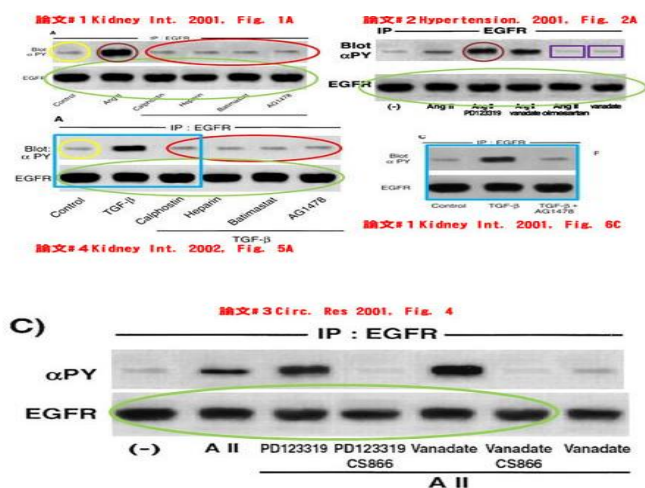 論文#1 Kidney Int. 2001, Fig. 1A
A
IP : EGFR
Blot
α PY
EGFR
Control
Ang II
Calphostin
Heparin
Batimastat
AG1478
論文#2 Hypertension. 2001, Fig. 2A
IP
EGFR
Blot
αPY
EGFR
(-)
Ang II
Ang II
PD123319
Ang II
vanadate
Ang II
olmesartan
vanadate
A
IP : EGFR
Blot:
α PY
EGFR
Control
TGF-β
Calphostin
Heparin
Batimastat
AG1478
TGF-β
論文#4 Kidney Int. 2002, Fig. 5A
C
IP : EGFR
F
Blot
α PY
EGFR
Control
TGF-β
TGF-β +
AG1478
論文#1 Kidney Int. 2001, Fig. 6C
論文#3 Circ. Res 2001, Fig. 4
C)
IP : EGFR
αPY
EGFR
(-)
A II
PD123319
PD123319
CS866
Vanadate
Vanadate
CS866
Vanadate
A II